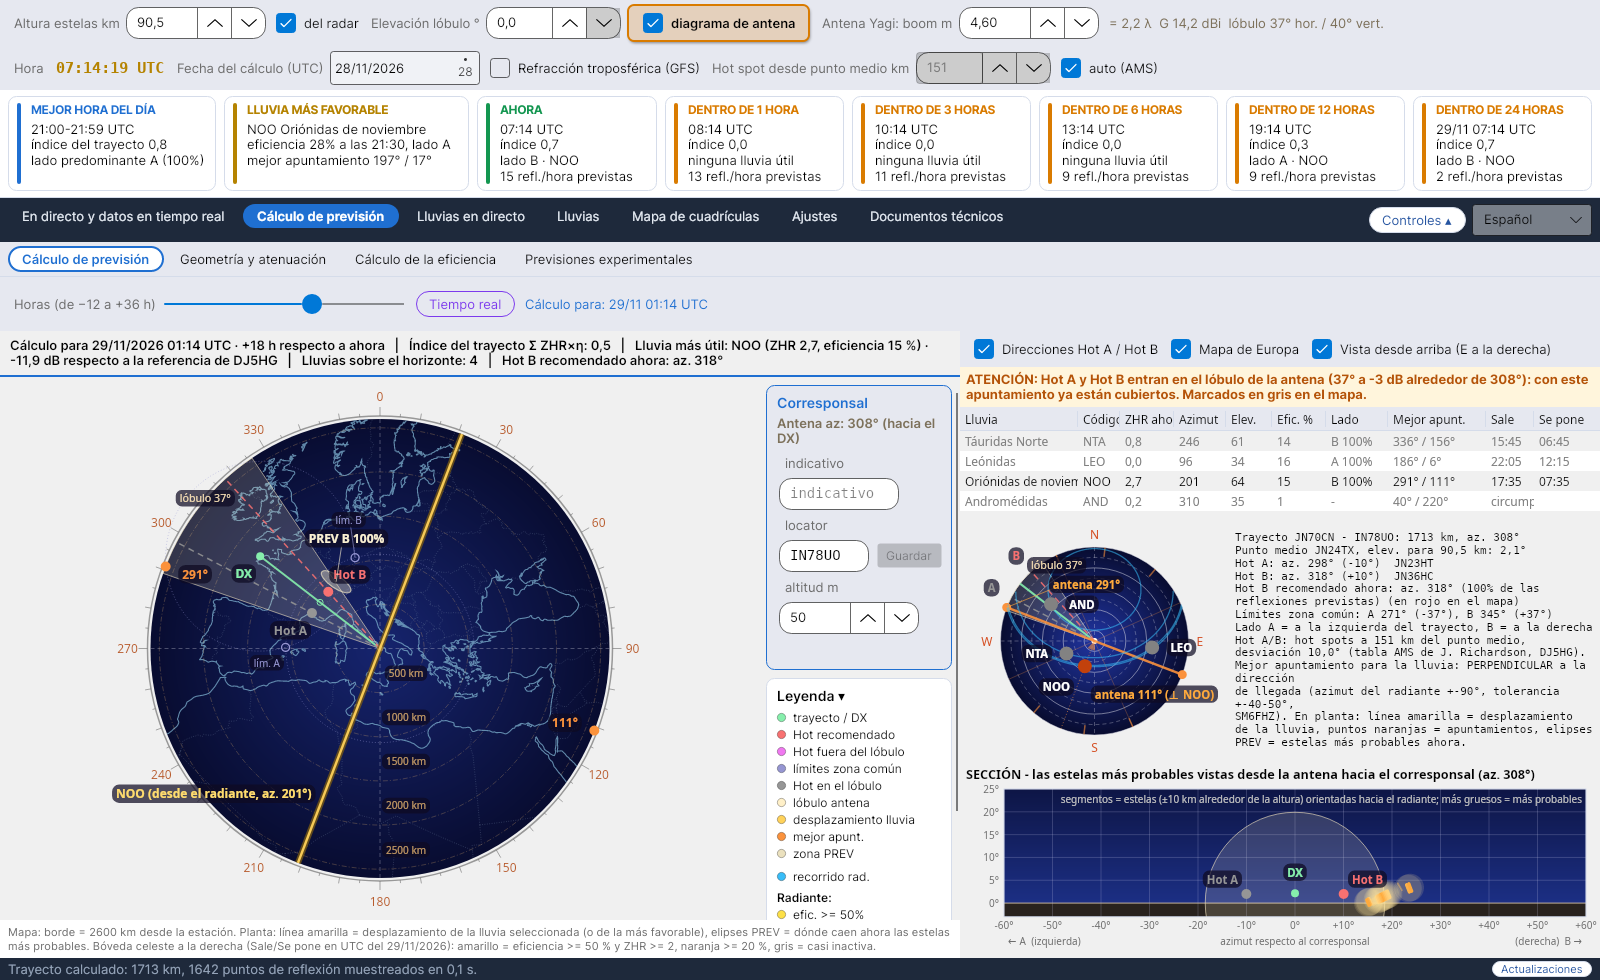 Altura estelas km 90,5 del radar Elevación lóbulo ° 0,0 diagrama de antena Antena Yagi: boom m 4,60 = 2,2 λ G 14,2 dBi lóbulo 37° hor. / 40° vert.
Hora 07:14:19 UTC Fecha del cálculo (UTC) 28/11/2026 28 Refracción troposférica (GFS) Hot spot desde punto medio km 151 auto (AMS)
MEJOR HORA DEL DÍA
21:00-21:59 UTC
índice del trayecto 0,8
lado predominante A (100%)
LLUVIA MÁS FAVORABLE
NOO Oriónidas de noviembre
eficiencia 28% a las 21:30, lado A
mejor apuntamiento 197° / 17°
AHORA
07:14 UTC
índice 0,7
lado B · NOO
15 refl./hora previstas
DENTRO DE 1 HORA
08:14 UTC
índice 0,0
ninguna lluvia útil
13 refl./hora previstas
DENTRO DE 3 HORAS
10:14 UTC
índice 0,0
ninguna lluvia útil
11 refl./hora previstas
DENTRO DE 6 HORAS
13:14 UTC
índice 0,0
ninguna lluvia útil
9 refl./hora previstas
DENTRO DE 12 HORAS
19:14 UTC
índice 0,3
lado A · NOO
9 refl./hora previstas
DENTRO DE 24 HORAS
29/11 07:14 UTC
índice 0,7
lado B · NOO
2 refl./hora previstas
En directo y datos en tiempo real Cálculo de previsión Lluvias en directo Lluvias Mapa de cuadrículas Ajustes Documentos técnicos Controles ▴ Español
Cálculo de previsión Geometría y atenuación Cálculo de la eficiencia Previsiones experimentales
Horas (de −12 a +36 h) Tiempo real Cálculo para: 29/11 01:14 UTC
Cálculo para 29/11/2026 01:14 UTC · +18 h respecto a ahora | Índice del trayecto Σ ZHR×η: 0,5 | Lluvia más útil: NOO (ZHR 2,7, eficiencia 15 %) ·
-11,9 dB respecto a la referencia de DJ5HG | Lluvias sobre el horizonte: 4 | Hot B recomendado ahora: az. 318°
0
30
60
90
120
150
180
210
240
270
300
330
lóbulo 37°
lím. B
PREV B 100%
291°
DX
Hot B
Hot A
lím. A
500 km
1000 km
111°
1500 km
NOO (desde el radiante, az. 201°)
2000 km
2500 km
Corresponsal
Antena az: 308° (hacia el
DX)
indicativo
indicativo
locator
IN78UO Guardar
altitud m
50
Leyenda ▾
trayecto / DX
Hot recomendado
Hot fuera del lóbulo
límites zona común
Hot en el lóbulo
lóbulo antena
desplazamiento lluvia
mejor apunt.
zona PREV
recorrido rad.
Radiante:
efic. >= 50%
Mapa: borde = 2600 km desde la estación. Planta: línea amarilla = desplazamiento de la lluvia seleccionada (o de la más favorable), elipses PREV = dónde caen ahora las estelas
más probables. Bóveda celeste a la derecha (Sale/Se pone en UTC del 29/11/2026): amarillo = eficiencia >= 50 % y ZHR >= 2, naranja >= 20 %, gris = casi inactiva.
Direcciones Hot A / Hot B Mapa de Europa Vista desde arriba (E a la derecha)
ATENCIÓN: Hot A y Hot B entran en el lóbulo de la antena (37° a -3 dB alrededor de 308°): con este
apuntamiento ya están cubiertos. Marcados en gris en el mapa.
Lluvia Códig ZHR aho Azimut Elev. Efic. % Lado Mejor apunt. Sale Se pone
Táuridas Norte NTA 0,8 246 61 14 B 100% 336° / 156° 15:45 06:45
Leónidas LEO 0,0 96 34 16 A 100% 186° / 6° 22:05 12:15
Oriónidas de noviem NOO 2,7 201 64 15 B 100% 291° / 111° 17:35 07:35
Andromédidas AND 0,2 310 35 1 - 40° / 220° circump
N
B
lóbulo 37°
A
antena 291°
AND
W
E
NTA
LEO
NOO
antena 111° (⊥ NOO)
S
Trayecto JN70CN - IN78UO: 1713 km, az. 308°
Punto medio JN24TX, elev. para 90,5 km: 2,1°
Hot A: az. 298° (-10°) JN23HT
Hot B: az. 318° (+10°) JN36HC
Hot B recomendado ahora: az. 318° (100% de las
reflexiones previstas) (en rojo en el mapa)
Límites zona común: A 271° (-37°), B 345° (+37°)
Lado A = a la izquierda del trayecto, B = a la derecha
Hot A/B: hot spots a 151 km del punto medio,
desviación 10,0° (tabla AMS de J. Richardson, DJ5HG).
Mejor apuntamiento para la lluvia: PERPENDICULAR a la
dirección
de llegada (azimut del radiante +-90°, tolerancia
+-40-50°,
SM6FHZ). En planta: línea amarilla = desplazamiento
de la lluvia, puntos naranjas = apuntamientos, elipses
PREV = estelas más probables ahora.
SECCIÓN - las estelas más probables vistas desde la antena hacia el corresponsal (az. 308°)
segmentos = estelas (±10 km alrededor de la altura) orientadas hacia el radiante; más gruesos = más probables
25°
20°
15°
10°
5°
0°
Hot A
DX
Hot B
-60° -50° -40° -30° -20° -10° 0° +10° +20° +30° +40° +50° +60°
← A (izquierda) azimut respecto al corresponsal (derecha) B →
Trayecto calculado: 1713 km, 1642 puntos de reflexión muestreados en 0,1 s. Actualizaciones